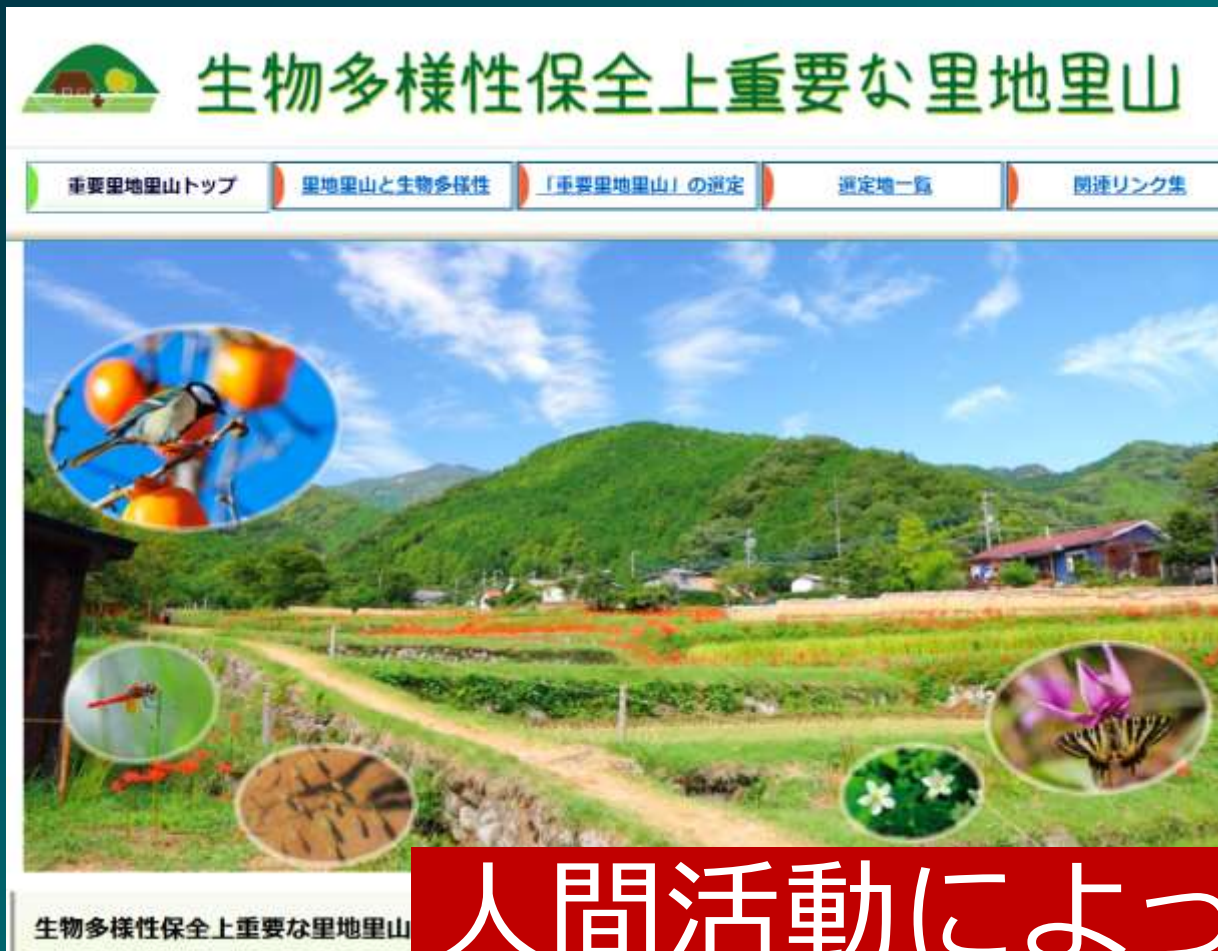 生物多様性保全上重要な里地里山
重要里地里山トップ
里地里山と生物多様性
「重要里地里山」の選定
選定地一覧
関連リンク集
生物多様性保全上重要な里地里山
人間活動によっ